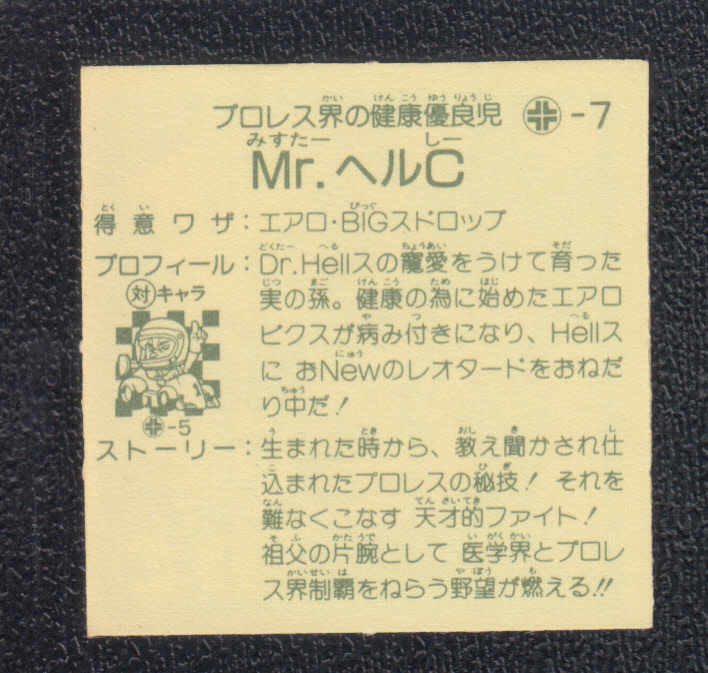 プロレス界の健康優良児 -7
Mr.ヘルC
得意ワザ:エアロ・BIGストロップ
プロフィール:Dr.Hellスの寵愛をうけて育った
実の孫。健康の為に始めたエアロ
ビクスが病み付きになり、Hellス
に おNewのレオタードをおねだ
り中だ!
対キャラ
-5
ストーリー:生まれた時から、教え聞かされ仕
込まれたプロレスの秘技! それを
難なくこなす 天才的ファイト!
祖父の片腕として 医学界とプロレ
ス界制覇をねらう野望が燃える!!